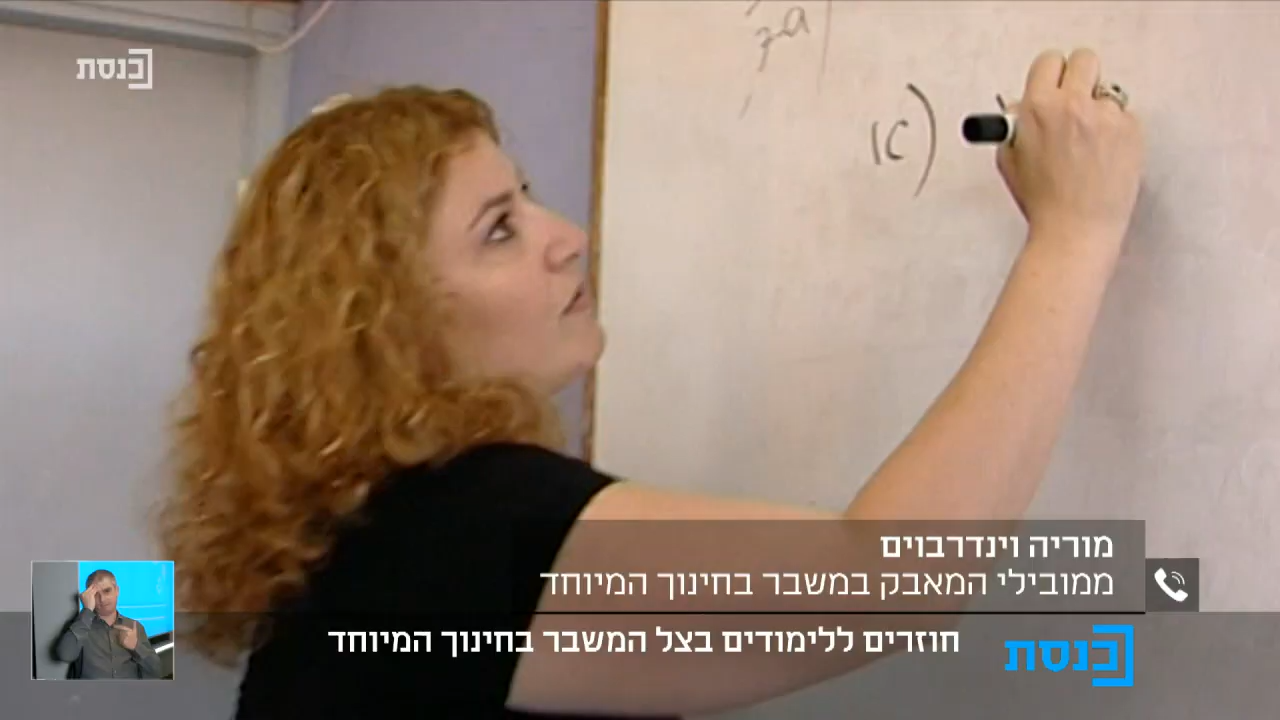 כנסת
מוריה וינדרבוים
ממובילי המאבק במשבר בחינוך המיוחד
חוזרים ללימודים בצל המשבר בחינוך המיוחד
כנסת